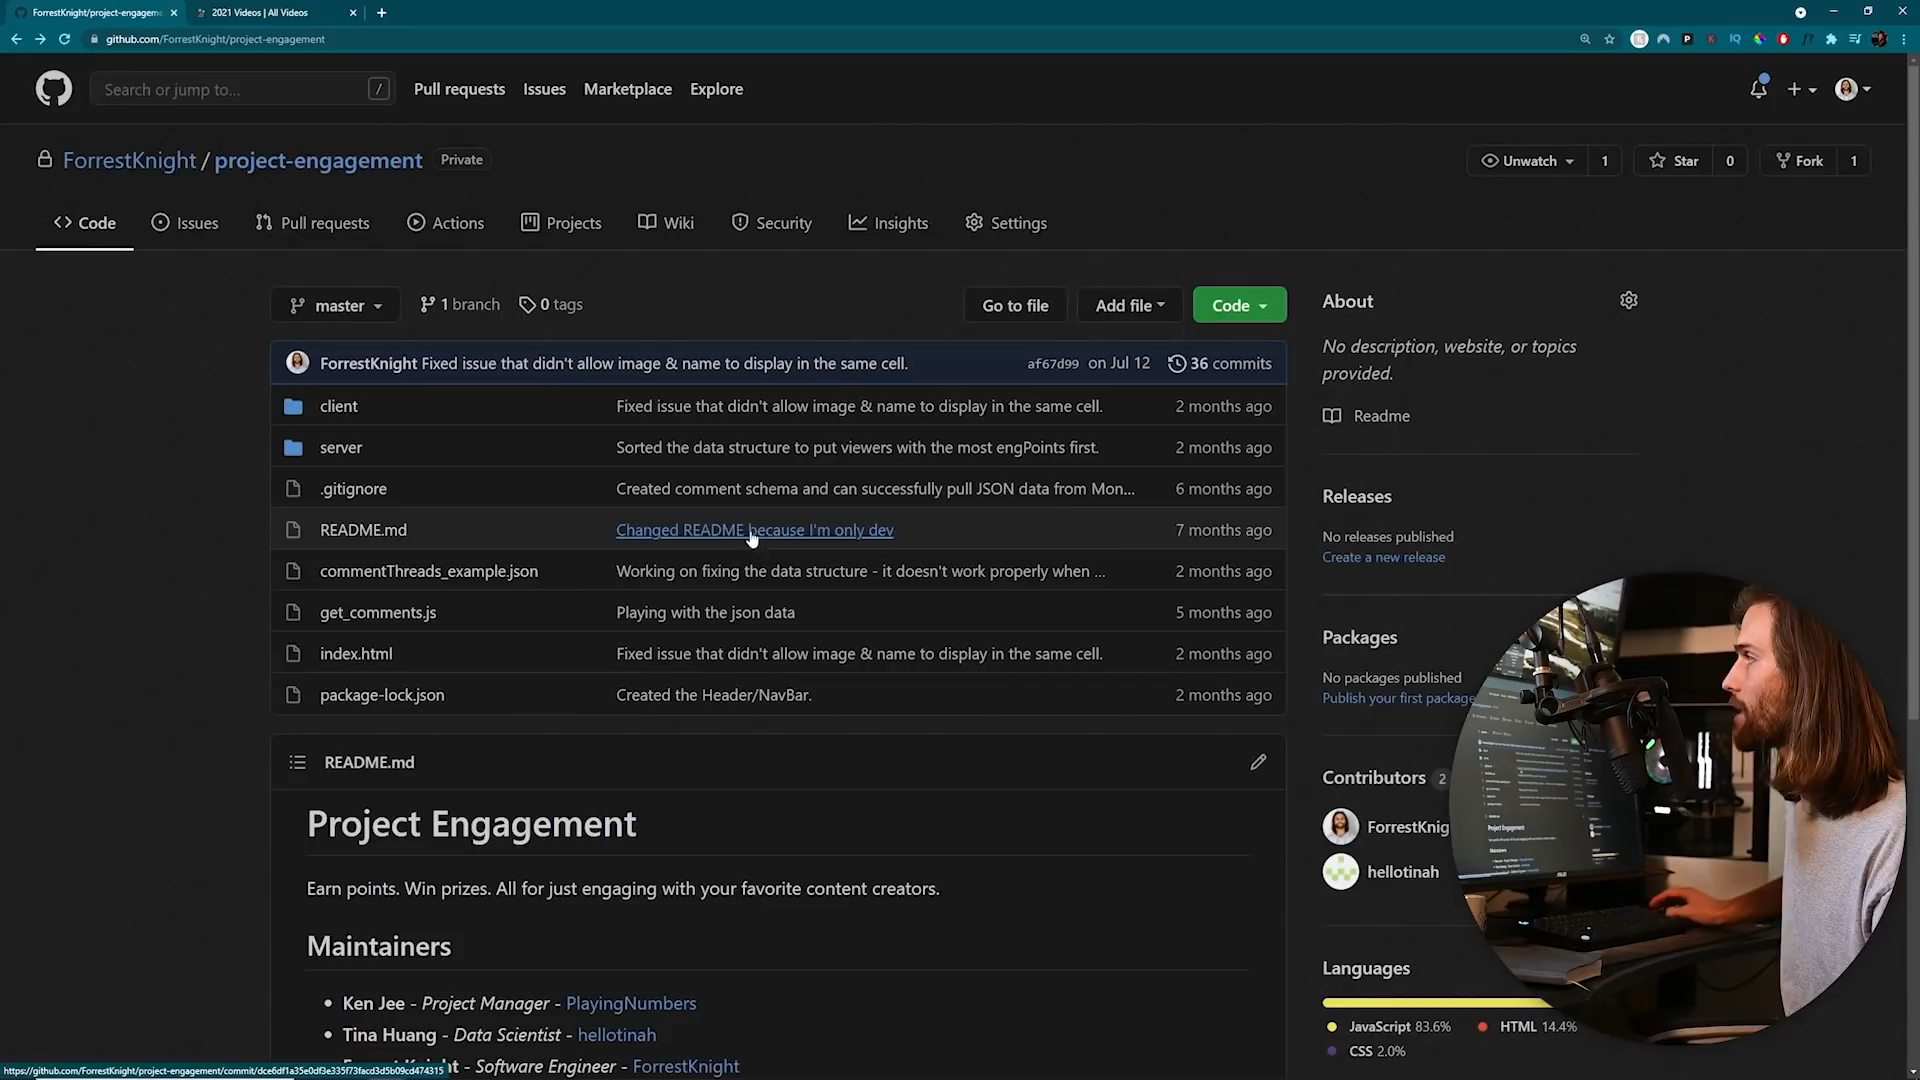 ForrestKnight/project-engagem
2021 Videos | All Videos
github.com/ForrestKnight/project-engagement
Search or jump to...
/
Pull requests
Issues
Marketplace
Explore
ForrestKnight / project-engagement
Private
Unwatch
1
Star
0
Fork
1
Code
Issues
Pull requests
Actions
Projects
Wiki
Security
Insights
Settings
master
1 branch
0 tags
Go to file
Add file
Code
ForrestKnight Fixed issue that didn't allow image & name to display in the same cell.
af67d99 on Jul 12
36 commits
client
Fixed issue that didn't allow image & name to display in the same cell.
2 months ago
server
Sorted the data structure to put viewers with the most engPoints first.
2 months ago
.gitignore
Created comment schema and can successfully pull JSON data from Mon...
6 months ago
README.md
Changed README because I'm only dev
7 months ago
commentThreads_example.json
Working on fixing the data structure - it doesn't work properly when ...
2 months ago
get_comments.js
Playing with the json data
5 months ago
index.html
Fixed issue that didn't allow image & name to display in the same cell.
2 months ago
package-lock.json
Created the Header/NavBar.
2 months ago
README.md
Project Engagement
Earn points. Win prizes. All for just engaging with your favorite content creators.
Maintainers
Ken Jee - Project Manager - PlayingNumbers
Tina Huang - Data Scientist - hellotinah
- Software Engineer - ForrestKnight
About
No description, website, or topics
provided.
Readme
Releases
No releases published
Create a new release
Packages
No packages published
Publish your first package
Contributors 2
ForrestKnig
hellotinah
Languages
JavaScript 83.6%
HTML 14.4%
CSS 2.0%
https://github.com/ForrestKnight/project-engagement/commit/dce6df1a35e0df3e335f73facd3d5b09cd474315